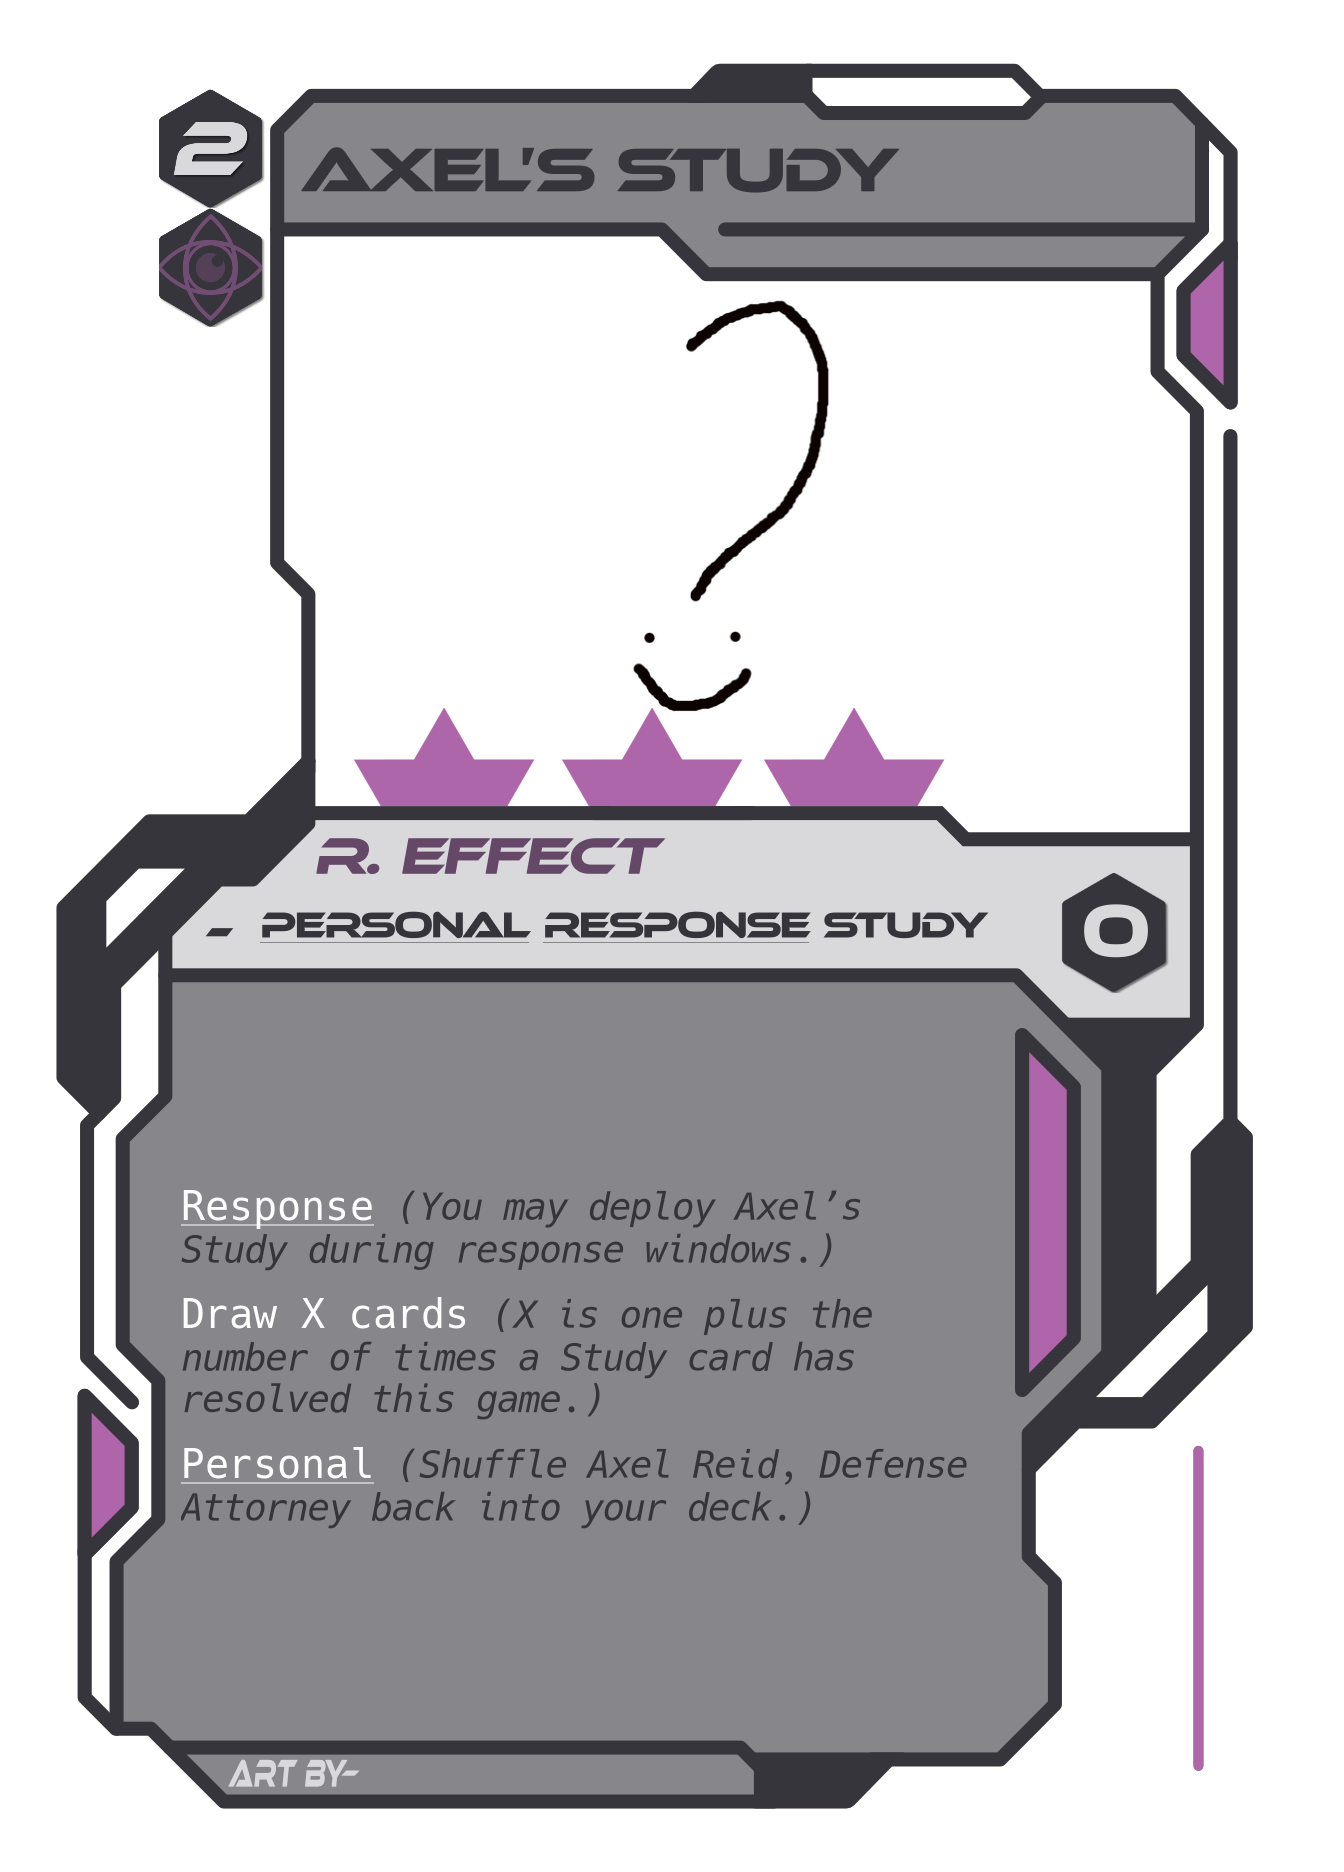 2
AXEL'S STUDY
R. EFFECT
- PERSONAL RESPONSE STUDY
0
Response (You may deploy Axel’s
Study during response windows.)
Draw X cards (X is one plus the
number of times a Study card has
resolved this game.)
Personal (Shuffle Axel Reid, Defense
Attorney back into your deck.)
ART BY-